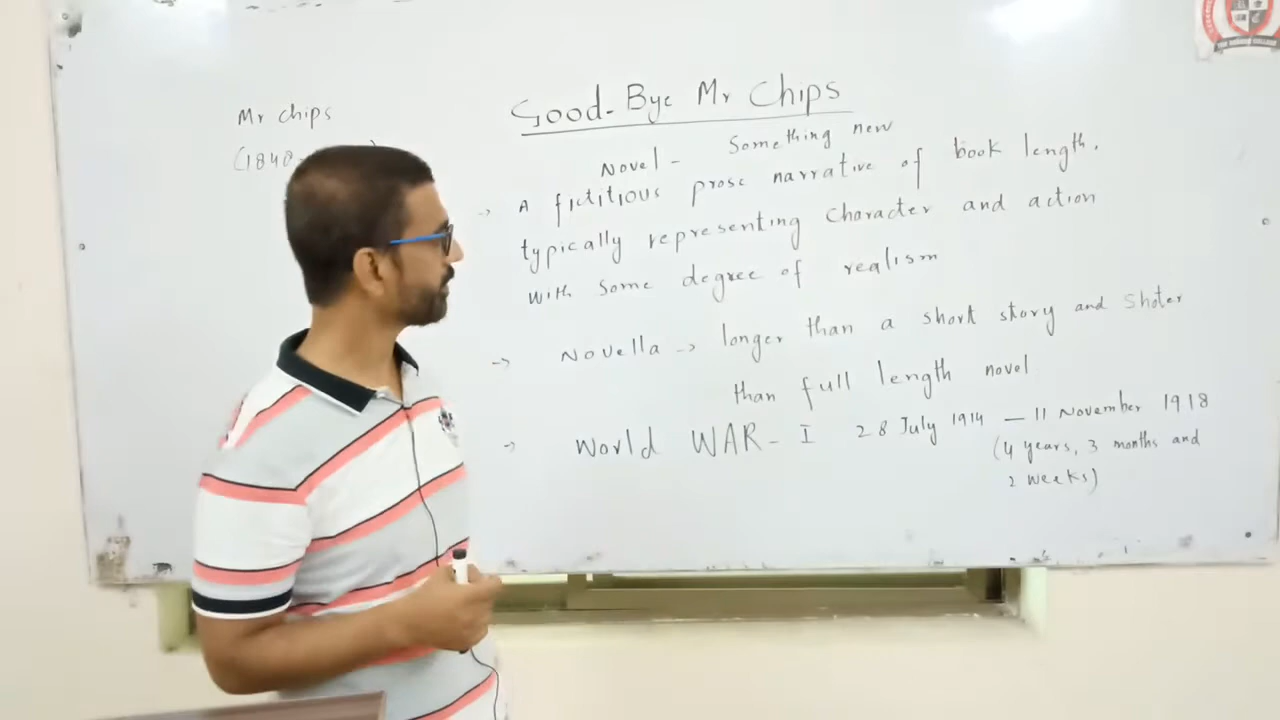 Mr chips
(1848-
Good-Bye Mr Chips
Novel - Something new
→ A fictitious prose narrative of book length.
typically representing Character and action
with some degree of realism
→ Novella → longer than a short story and Shoter
than full length novel
→ World WAR - I 28 July 1914 — 11 November 1918
(4 years, 3 months and
2 weeks)